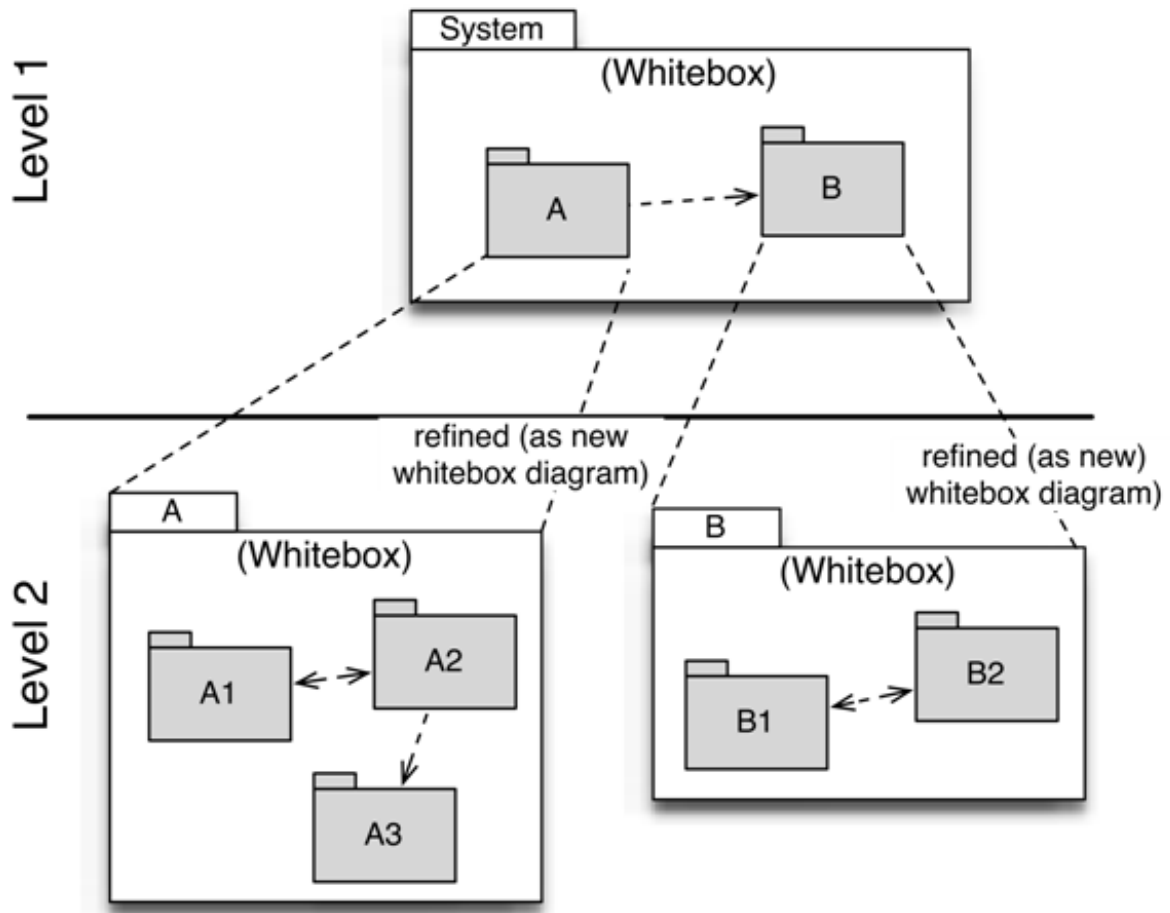 Level 1
System
(Whitebox)
A
B
refined (as new
whitebox diagram)
refined (as new)
whitebox diagram)
Level 2
A
(Whitebox)
A1
A2
A3
B
(Whitebox)
B1
B2